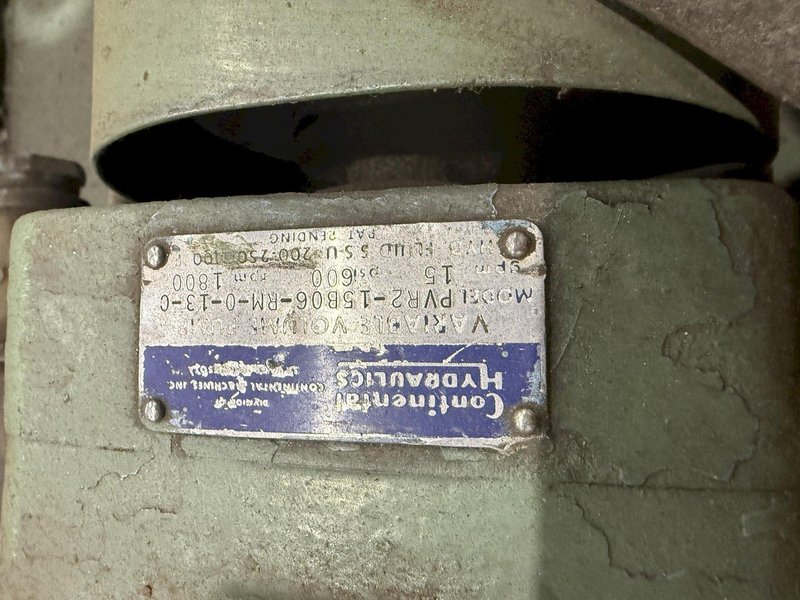 Continental
HYDRAULICS
DIVISION OF
CONTINENTAL MACHINES, INC.
VARIABLE VOLUME PUMP
MODEL PVR2-15B06-RM-0-13-C
gpm 15 psi 600 rpm 1800
HYD FLUID S.S.U. 200-250-100
PAT PENDING